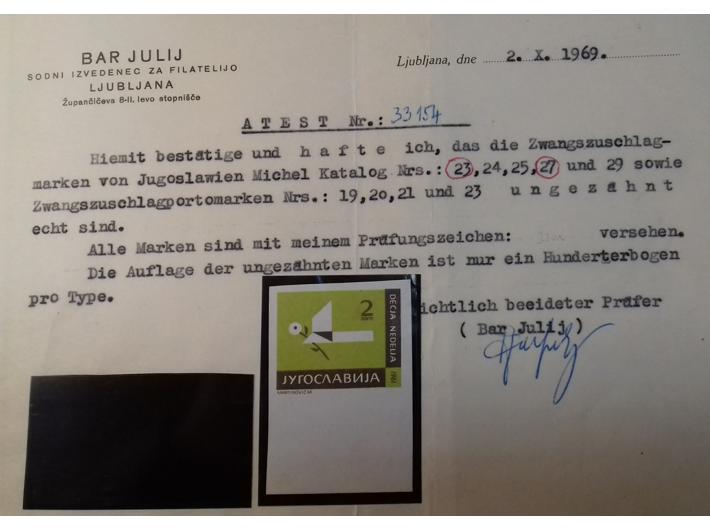 BAR JULIJ
SODNI IZVEDENEC ZA FILATELIJO
LJUBLJANA
Župančičeva 8-II. levo stopnišče
Ljubljana, dne 2. X. 1969.
A T E S T Nr.: 33154
Hiemit bestätige und h a f t e ich, das die Zwangszuschlag-
marken von Jugoslawien Michel Katalog Nrs.: 23, 24, 25, 27 und 29 sowie
Zwangszuschlagportomarken Nrs.: 19,20,21 und 23 u n g e z ä h n t
echt sind.
Alle Marken sind mit meinem Prüfungszeichen: versehen.
Die Auflage der ungezähnten Marken ist nur ein Hunderterbogen
pro Type.
ichtlich beeideter Präfer
( Bar Julij )
2
DEČJA NEDELJA
1961
ЈУГОСЛАВИЈА